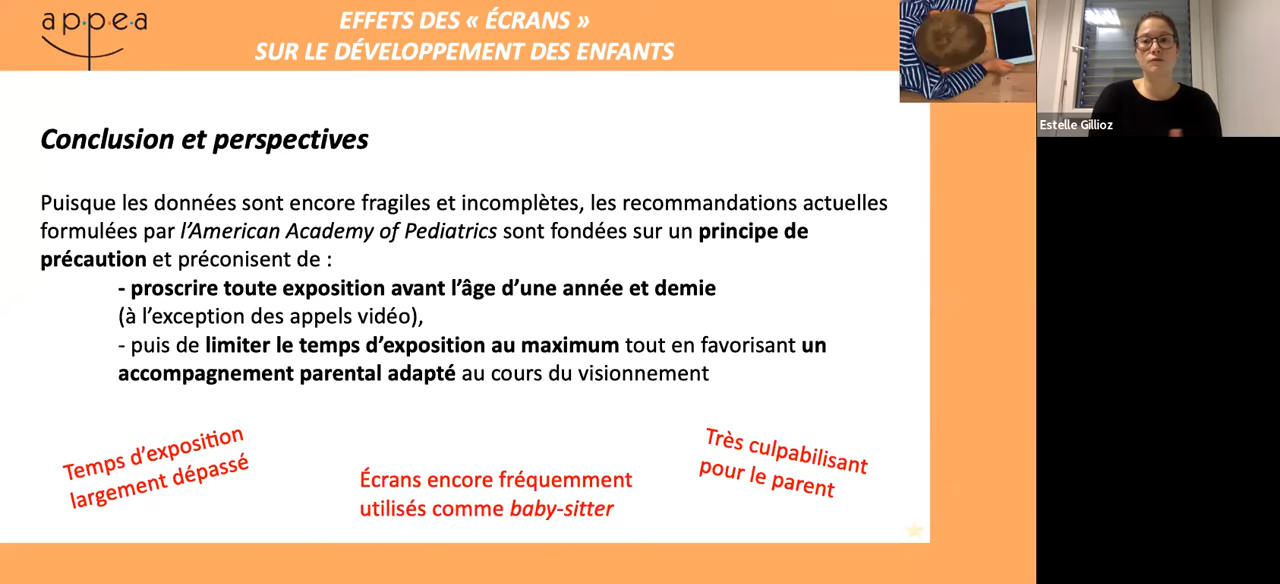 a·p·p·e·a
EFFETS DES « ÉCRANS »
SUR LE DÉVELOPPEMENT DES ENFANTS
Estelle Gillioz
Conclusion et perspectives
Puisque les données sont encore fragiles et incomplètes, les recommandations actuelles
formulées par l’American Academy of Pediatrics sont fondées sur un principe de
précaution et préconisent de :
- proscrire toute exposition avant l’âge d’une année et demie
(à l’exception des appels vidéo),
- puis de limiter le temps d’exposition au maximum tout en favorisant un
accompagnement parental adapté au cours du visionnement
Temps d’exposition
largement dépassé
Écrans encore fréquemment
utilisés comme baby-sitter
Très culpabilisant
pour le parent